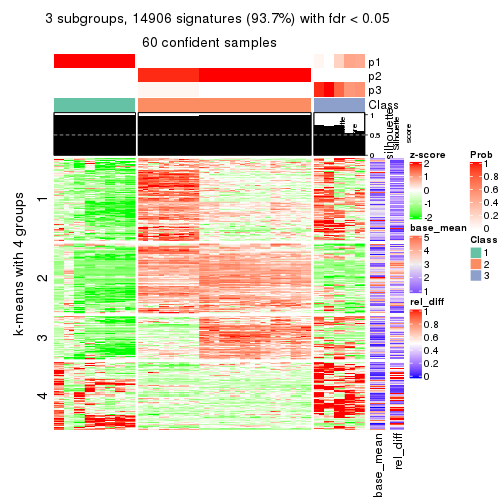 3 subgroups, 14906 signatures (93.7%) with fdr < 0.05
60 confident samples
p1
p2
p3
Class
1
0.5
0
silhouette
Silhouette
score
k-means with 4 groups
1
2
3
4
base_mean
rel_diff
z-score
2
1
0
-1
-2
base_mean
5
4
3
2
1
rel_diff
1
0.8
0.6
0.4
0.2
0
Prob
1
0.8
0.6
0.4
0.2
0
Class
1
2
3